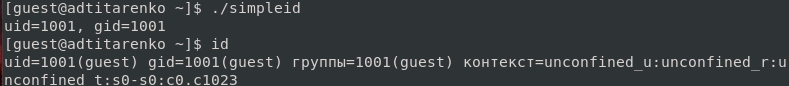 [guest@adtitarenko ~]$ ./simpleid
uid=1001, gid=1001
[guest@adtitarenko ~]$ id
uid=1001(guest) gid=1001(guest) группы=1001(guest) контекст=unconfined_u:unconfined_r:u
nconfined_t:s0-s0:c0.c1023